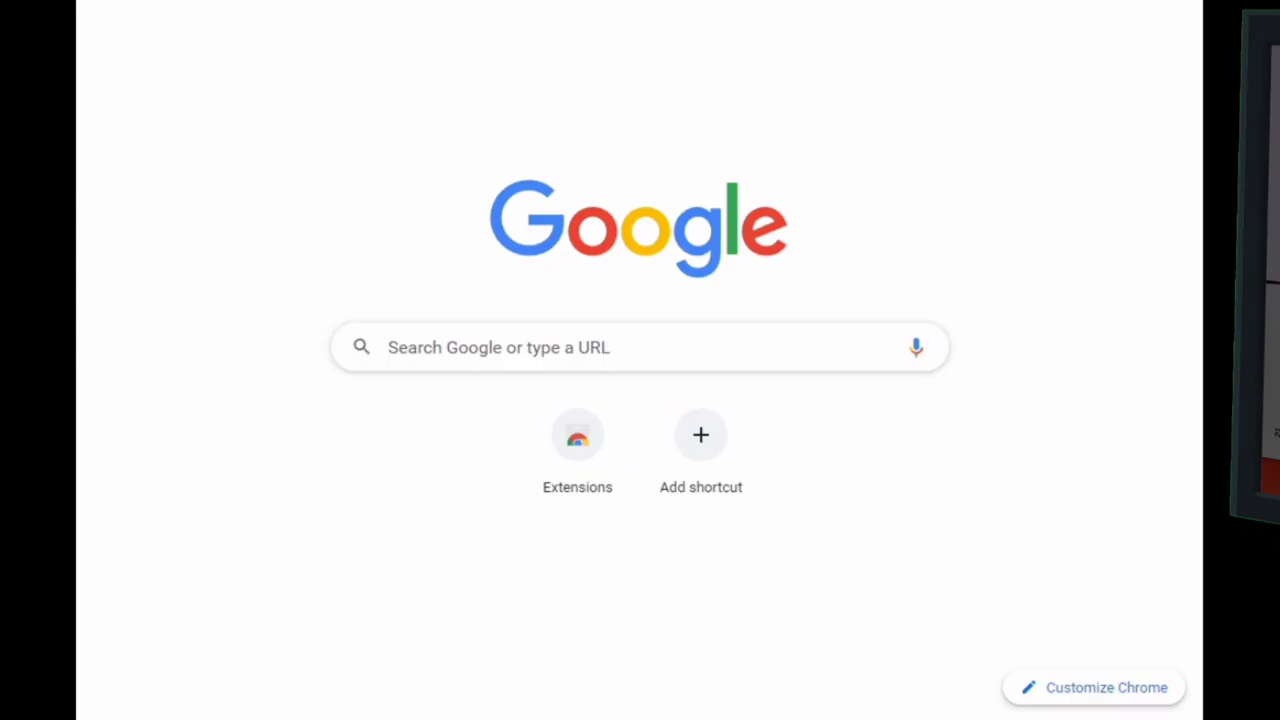 Google
Search Google or type a URL
Extensions
Add shortcut
Customize Chrome